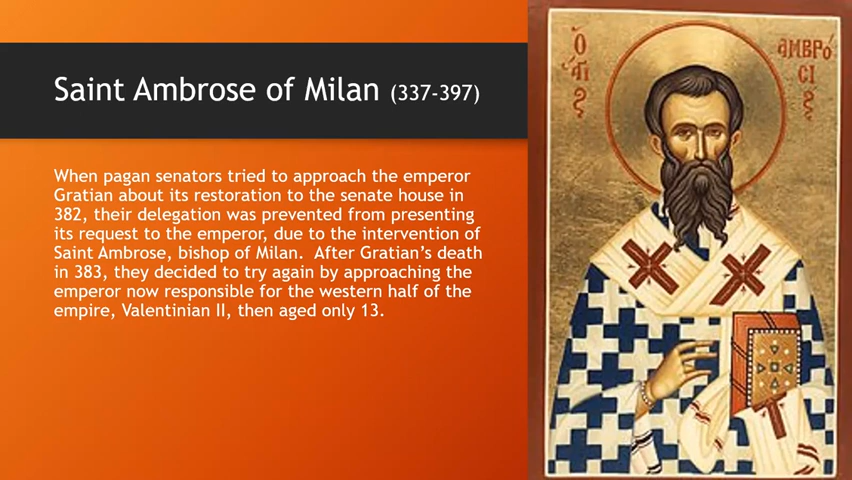 Saint Ambrose of Milan (337-397)
When pagan senators tried to approach the emperor
Gratian about its restoration to the senate house in
382, their delegation was prevented from presenting
its request to the emperor, due to the intervention of
Saint Ambrose, bishop of Milan.  After Gratian's death
in 383, they decided to try again by approaching the
emperor now responsible for the western half of the
empire, Valentinian II, then aged only 13.
Ὁ
ἅγι
ς
ἈΜΒΡό
СΙ
ς